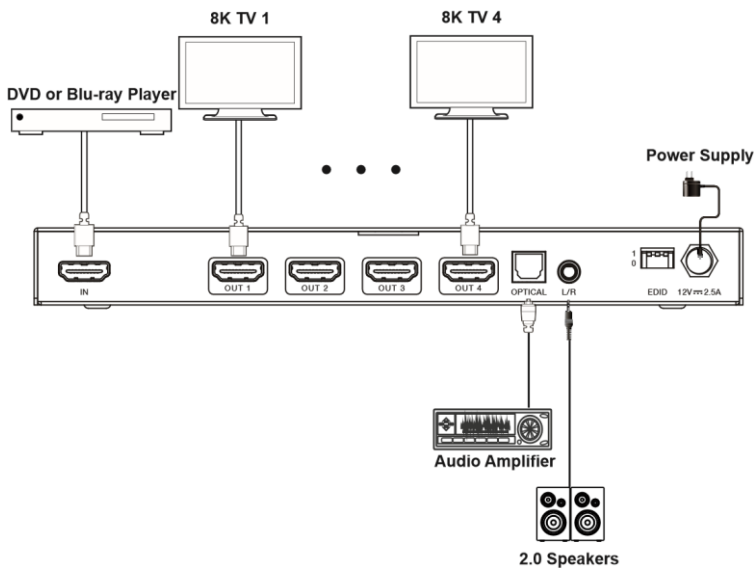 8K TV 1
8K TV 4
DVD or Blu-ray Player
Power Supply
1
0
IN
OUT 1
OUT 2
OUT 3
OUT 4
OPTICAL
L/R
EDID
12V⎓2.5A
Audio Amplifier
2.0 Speakers